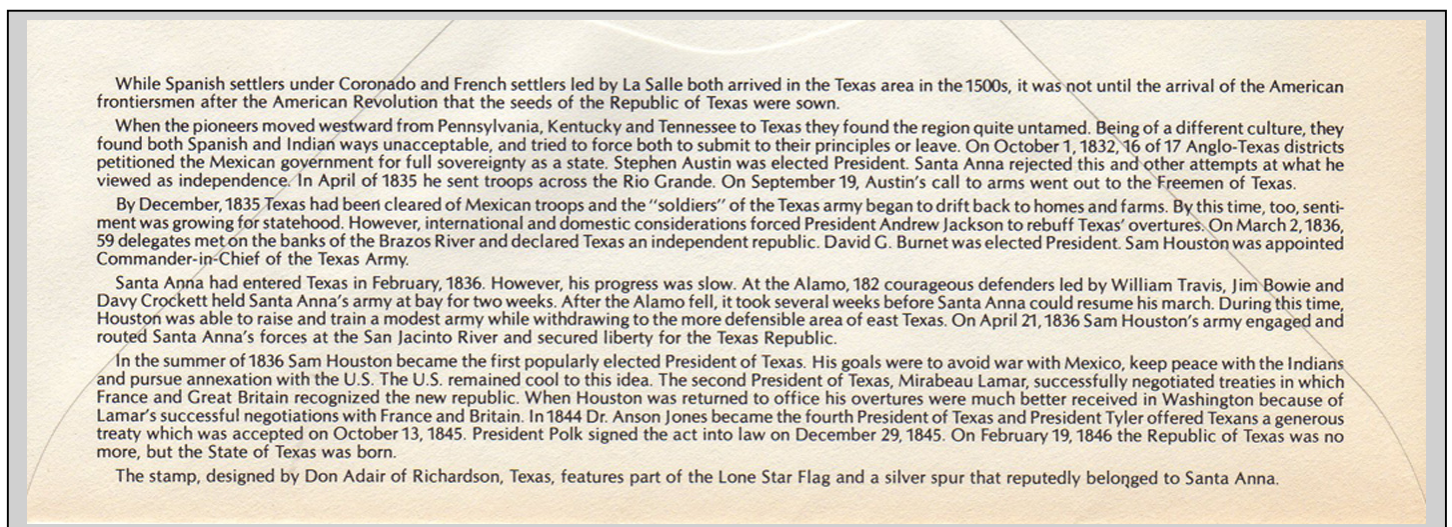 While Spanish settlers under Coronado and French settlers led by La Salle both arrived in the Texas area in the 1500s, it was not until the arrival of the American
frontiersmen after the American Revolution that the seeds of the Republic of Texas were sown.
When the pioneers moved westward from Pennsylvania, Kentucky and Tennessee to Texas they found the region quite untamed. Being of a different culture, they
found both Spanish and Indian ways unacceptable, and tried to force both to submit to their principles or leave. On October 1, 1832, 16 of 17 Anglo-Texas districts
petitioned the Mexican government for full sovereignty as a state. Stephen Austin was elected President. Santa Anna rejected this and other attempts at what he
viewed as independence. In April of 1835 he sent troops across the Rio Grande. On September 19, Austin's call to arms went out to the Freemen of Texas.
By December, 1835 Texas had been cleared of Mexican troops and the "soldiers" of the Texas army began to drift back to homes and farms. By this time, too, senti-
ment was growing for statehood. However, international and domestic considerations forced President Andrew Jackson to rebuff Texas' overtures. On March 2, 1836,
59 delegates met on the banks of the Brazos River and declared Texas an independent republic. David G. Burnet was elected President. Sam Houston was appointed
Commander-in-Chief of the Texas Army.
Santa Anna had entered Texas in February, 1836. However, his progress was slow. At the Alamo, 182 courageous defenders led by William Travis, Jim Bowie and
Davy Crockett held Santa Anna's army at bay for two weeks. After the Alamo fell, it took several weeks before Santa Anna could resume his march. During this time,
Houston was able to raise and train a modest army while withdrawing to the more defensible area of east Texas. On April 21, 1836 Sam Houston's army engaged and
routed Santa Anna's forces at the San Jacinto River and secured liberty for the Texas Republic.
In the summer of 1836 Sam Houston became the first popularly elected President of Texas. His goals were to avoid war with Mexico, keep peace with the Indians
and pursue annexation with the U.S. The U.S. remained cool to this idea. The second President of Texas, Mirabeau Lamar, successfully negotiated treaties in which
France and Great Britain recognized the new republic. When Houston was returned to office his overtures were much better received in Washington because of
Lamar's successful negotiations with France and Britain. In 1844 Dr. Anson Jones became the fourth President of Texas and President Tyler offered Texans a generous
treaty which was accepted on October 13, 1845. President Polk signed the act into law on December 29, 1845. On February 19, 1846 the Republic of Texas was no
more, but the State of Texas was born.
The stamp, designed by Don Adair of Richardson, Texas, features part of the Lone Star Flag and a silver spur that reputedly belonged to Santa Anna.